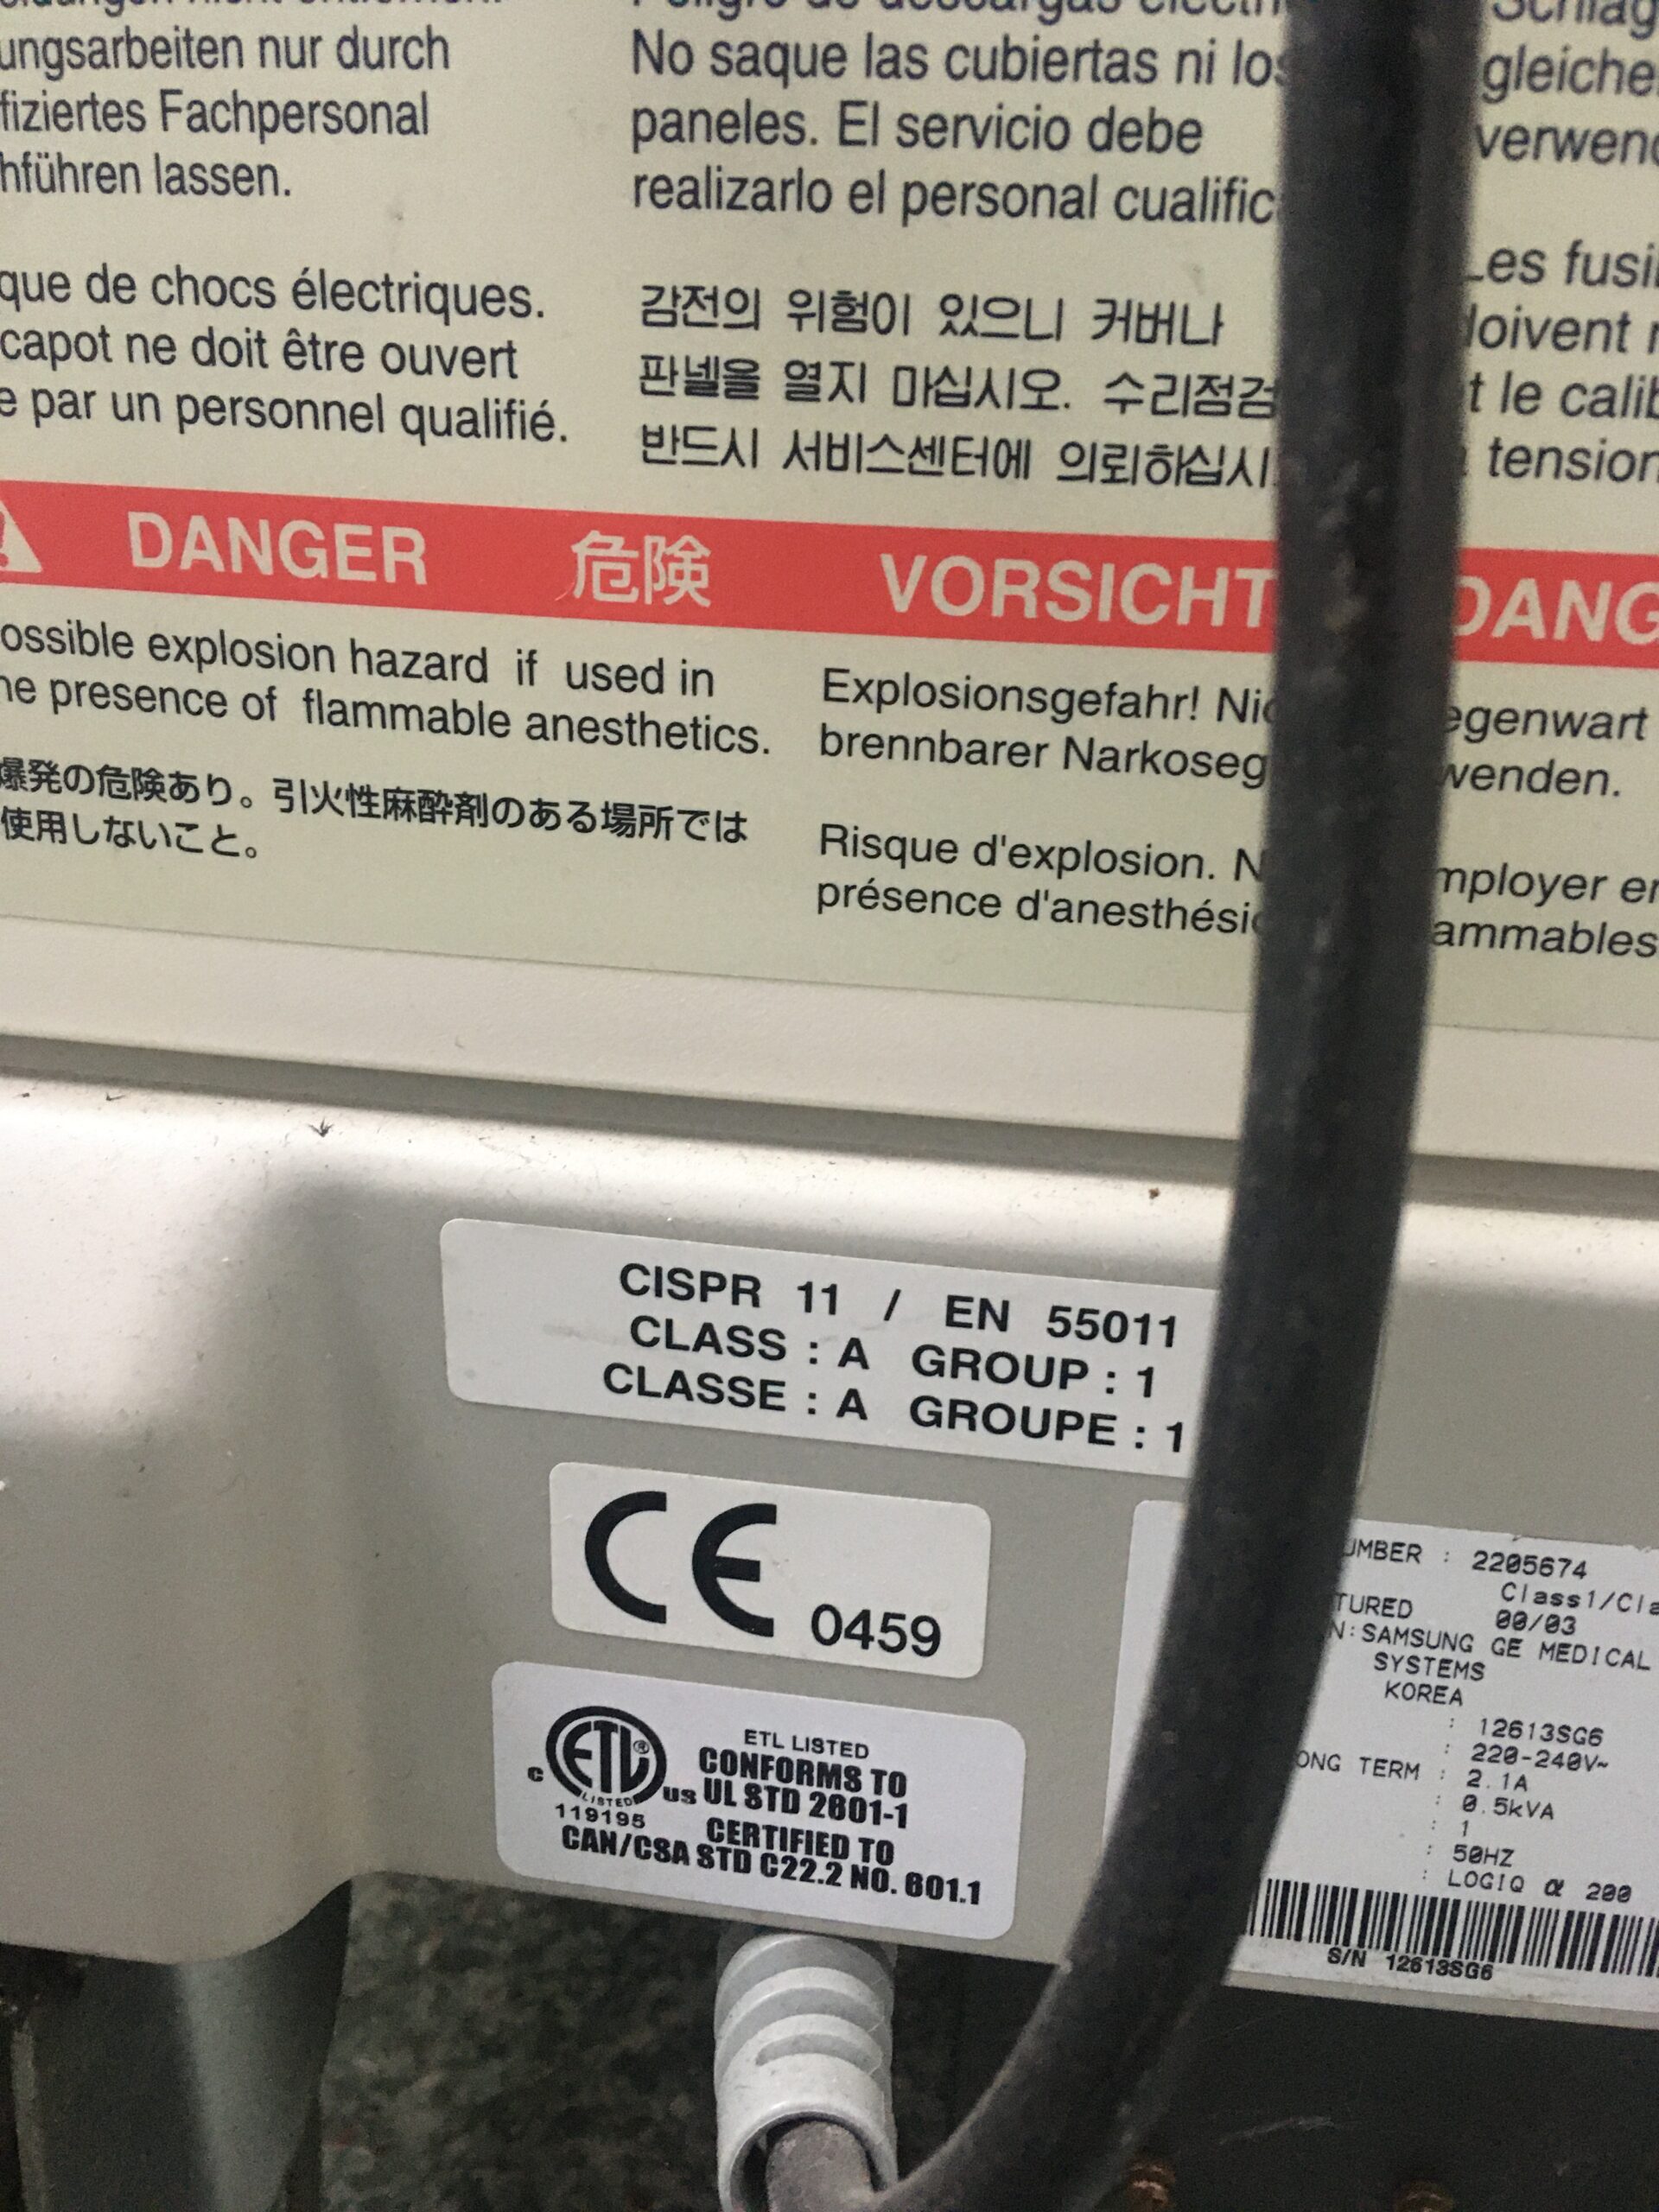 ungsarbeiten nur durch
fiziertes Fachpersonal
hführen lassen.
que de chocs électriques.
capot ne doit être ouvert
e par un personnel qualifié.
No saque las cubiertas ni los
paneles. El servicio debe
realizarlo el personal cualific
감전의 위험이 있으니 커버나
판넬을 열지 마십시오. 수리점검
반드시 서비스센터에 의뢰하십시
Schlag
gleiche
verwend
Les fusi
doivent
t le calib
tension
DANGER 危険 VORSICHT DANG
ossible explosion hazard if used in
he presence of flammable anesthetics.
爆発の危険あり。引火性麻酔剤のある場所では
使用しないこと。
Explosionsgefahr! Nic egenwart
brennbarer Narkoseg wenden.
Risque d'explosion. N mployer en
présence d'anesthési ammables
CISPR 11 / EN 55011
CLASS : A GROUP : 1
CLASSE : A GROUPE : 1
CE 0459
ETL LISTED
CONFORMS TO
UL STD 2601-1
CERTIFIED TO
CAN/CSA STD C22.2 NO. 601.1
c ETL ® us
LISTED
119195
UMBER : 2205674
Class1/Cla
TURED 00/03
N:SAMSUNG GE MEDICAL
SYSTEMS
KOREA
: 12613SG6
: 220-240V~
ONG TERM : 2.1A
: 0.5kVA
: 1
: 50HZ
: LOGIQ α 200
S/N 12613SG6